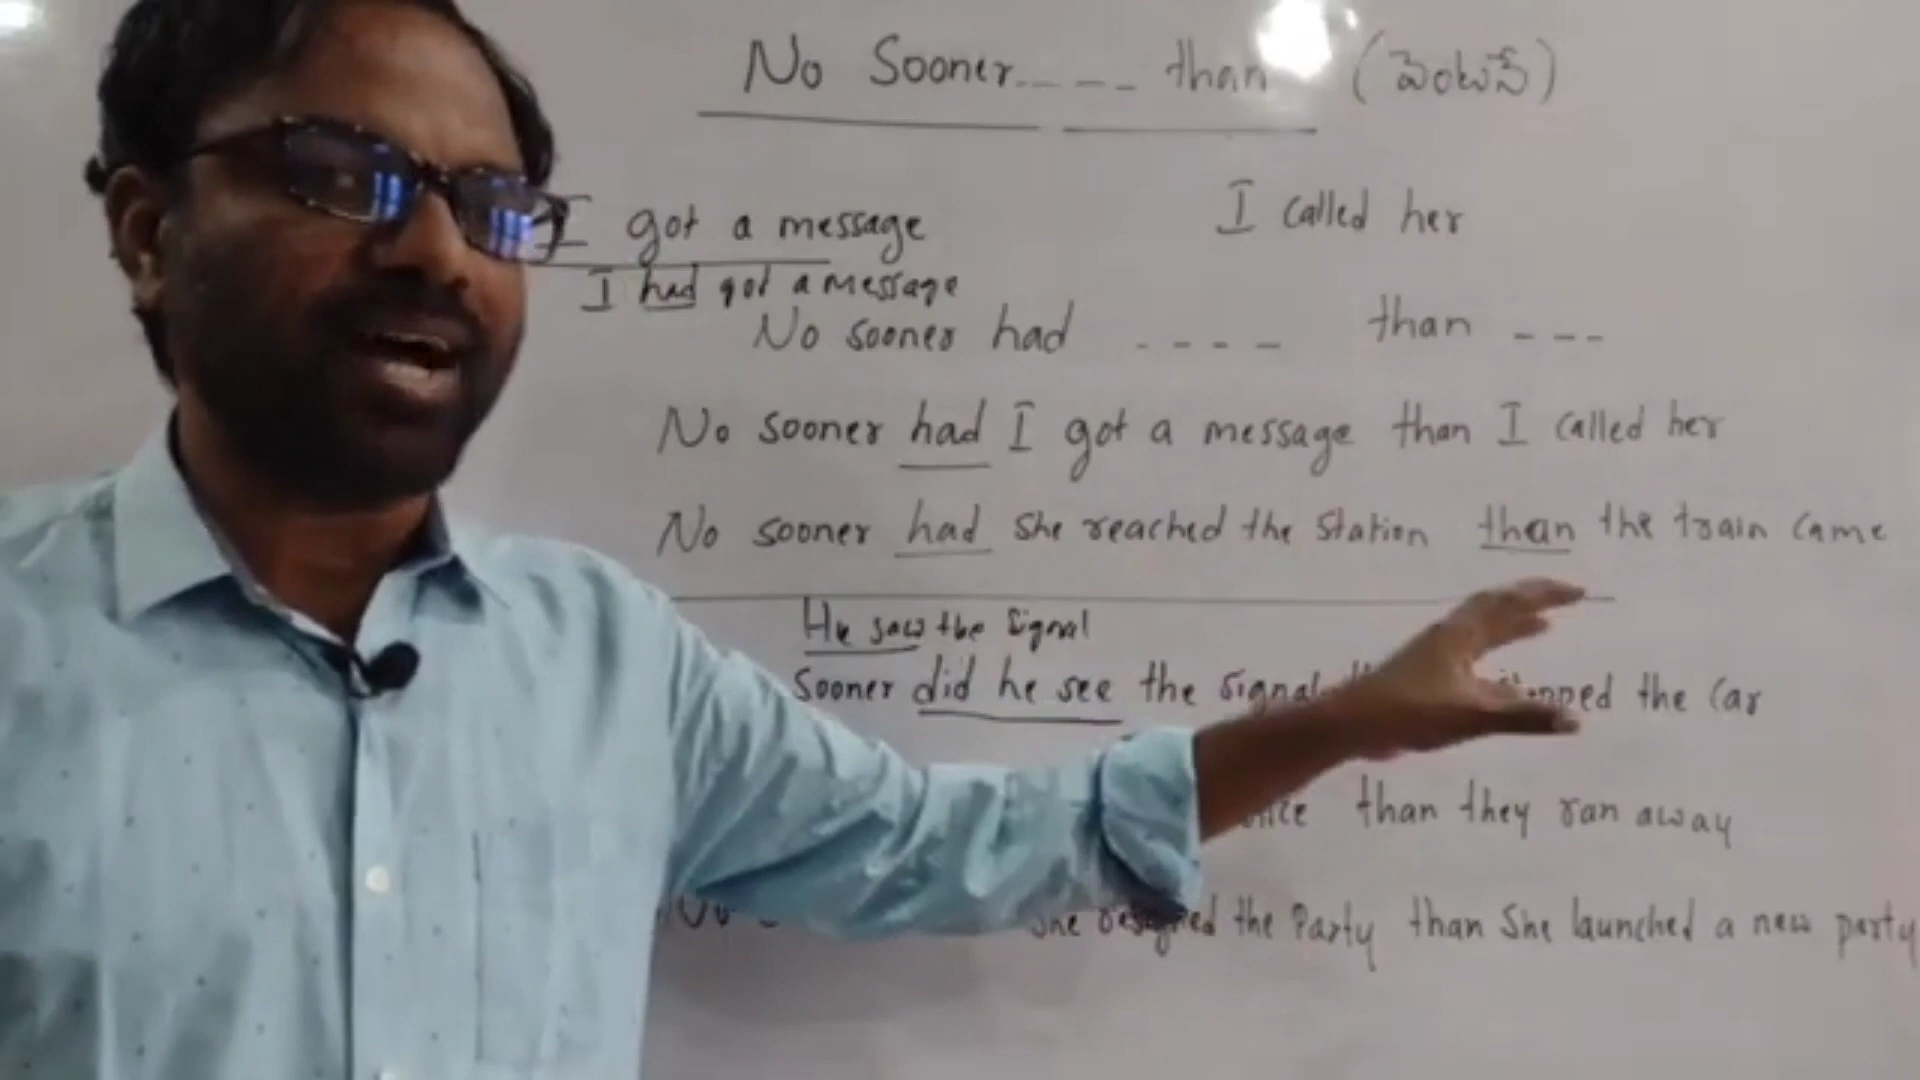 No Sooner---- than (వెంటనే)
I got a message I called her
I had got a message
No sooner had ---- than ---
No sooner had I got a message than I called her
No sooner had she reached the station than the train came
He saw the signal
sooner did he see the signal the car
than they ran away
she the Party than she launched a new party